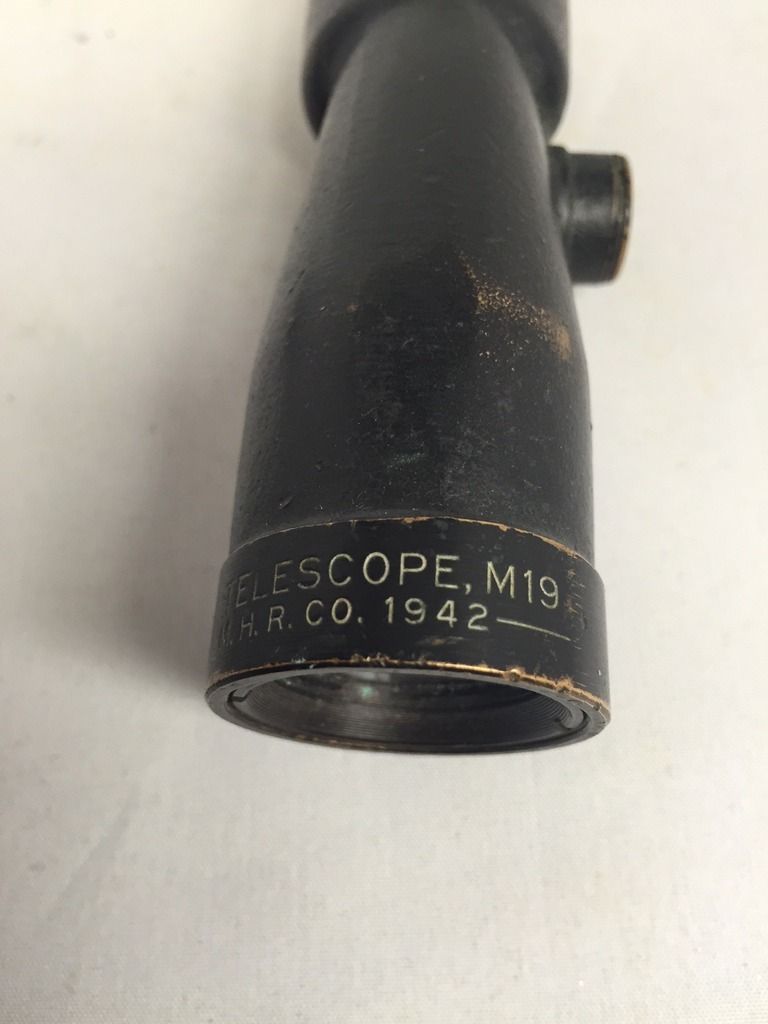 TELESCOPE, M19
H. R. CO. 1942